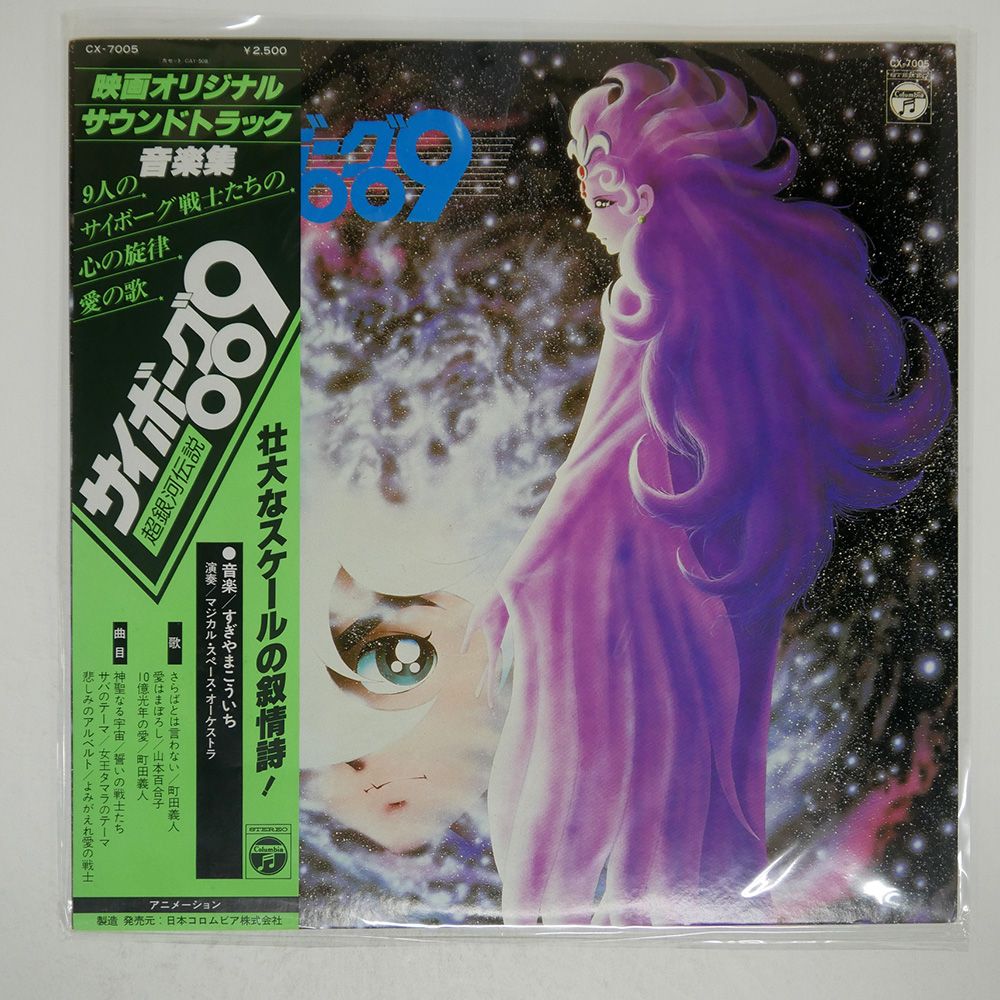 CX-7005
¥2,500
カセット CAY-508
映画オリジナル
サウンドトラック
音楽集
9人の
サイボーグ戦士たちの
心の旋律
愛の歌
サイボーグ009
超銀河伝説
壮大なスケールの叙情詩!
●音楽/すぎやまこういち
演奏/マジカル・スペース・オーケストラ
歌
さらばとは言わない/町田義人
愛はまぼろし/山本百合子
10億光年の愛/町田義人
曲目
神聖なる宇宙/誓いの戦士たち
サバのテーマ/女王タマラのテーマ
悲しみのアルベルト/よみがえれ愛の戦士
STEREO
Columbia
アニメーション
製造 発売元:日本コロムビア株式会社
ボーグ
009
CX-7005
STEREO
Columbia